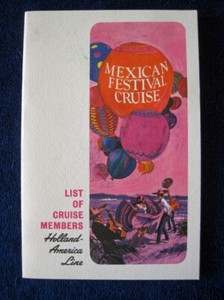 MEXICAN
FESTIVAL
CRUISE
LIST
OF
CRUISE
MEMBERS
Holland-
America
Line